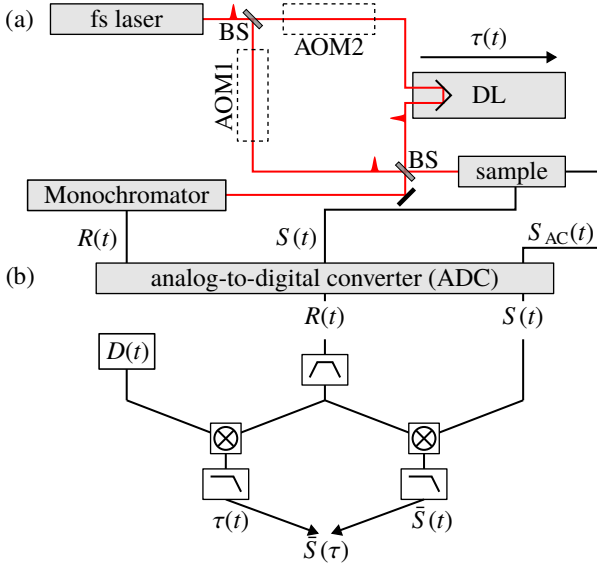 (a)
fs laser
BS
AOM2
τ(t)
AOM1
DL
BS
sample
Monochromator
R(t)
S(t)
S_AC(t)
(b)
analog-to-digital converter (ADC)
R(t)
S(t)
D(t)
τ(t)
S̄(t)
S̄(τ)